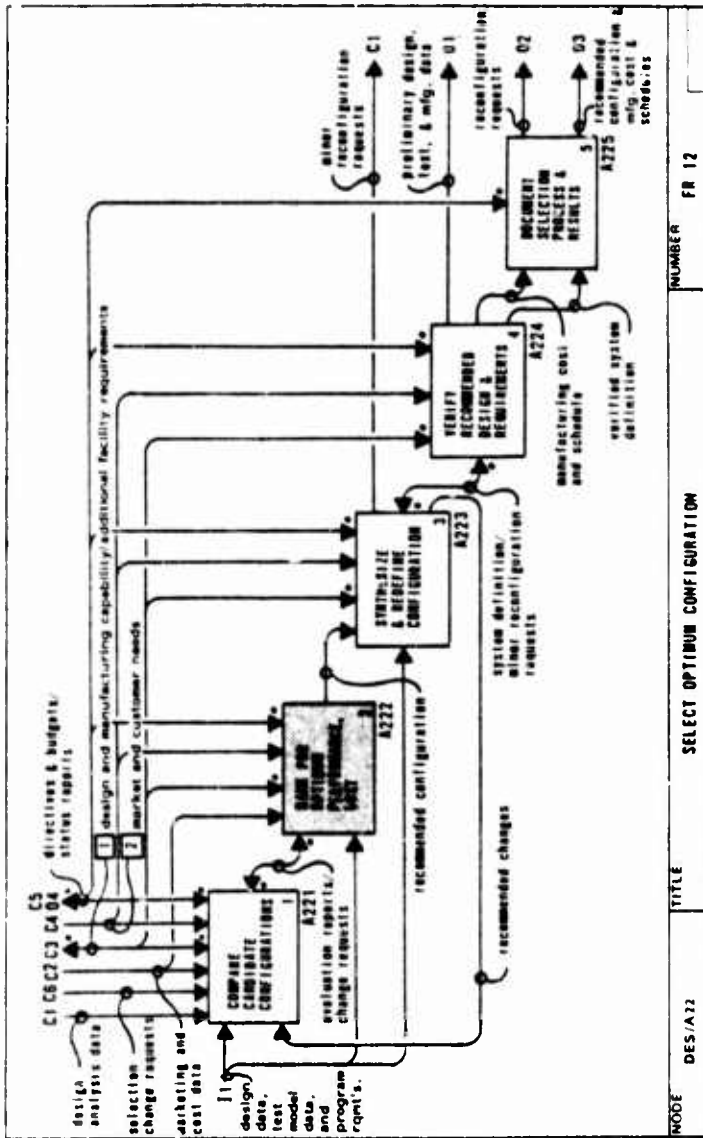 C1 C6 C2 C3 C4 C5
O4
directives & budgets/
status reports
1 design and manufacturing capability/additional facility requirements
2 market and customer needs
design
analysis data
selection
change requests
marketing and
cost data
I1
design,
data,
test
model
data,
and
program
rqmt's.
COMPARE
CANDIDATE
CONFIGURATIONS
1
A221
evaluation reports/
change requests
OPTIMUM
PERFORMANCE,
A222
recommended configuration
& REDEFINE
CONFIGURATION
3
A223
system definition/
minor reconfiguration
requests
recommended changes
VERIFY
RECOMMENDED
DESIGN &
REQUIREMENTS
4
A224
manufacturing cost
and schedule
verified system
definition
DOCUMENT
SELECTION
PROCESS &
RESULTS
5
A225
minor
reconfiguration
requests
C1
preliminary design,
test, & mfg. data
O1
reconfiguration
requests
O2
O3
recommended
configuration &
mfg. cost &
schedules
NODE
DES/A22
TITLE
SELECT OPTIMUM CONFIGURATION
NUMBER
FR 12